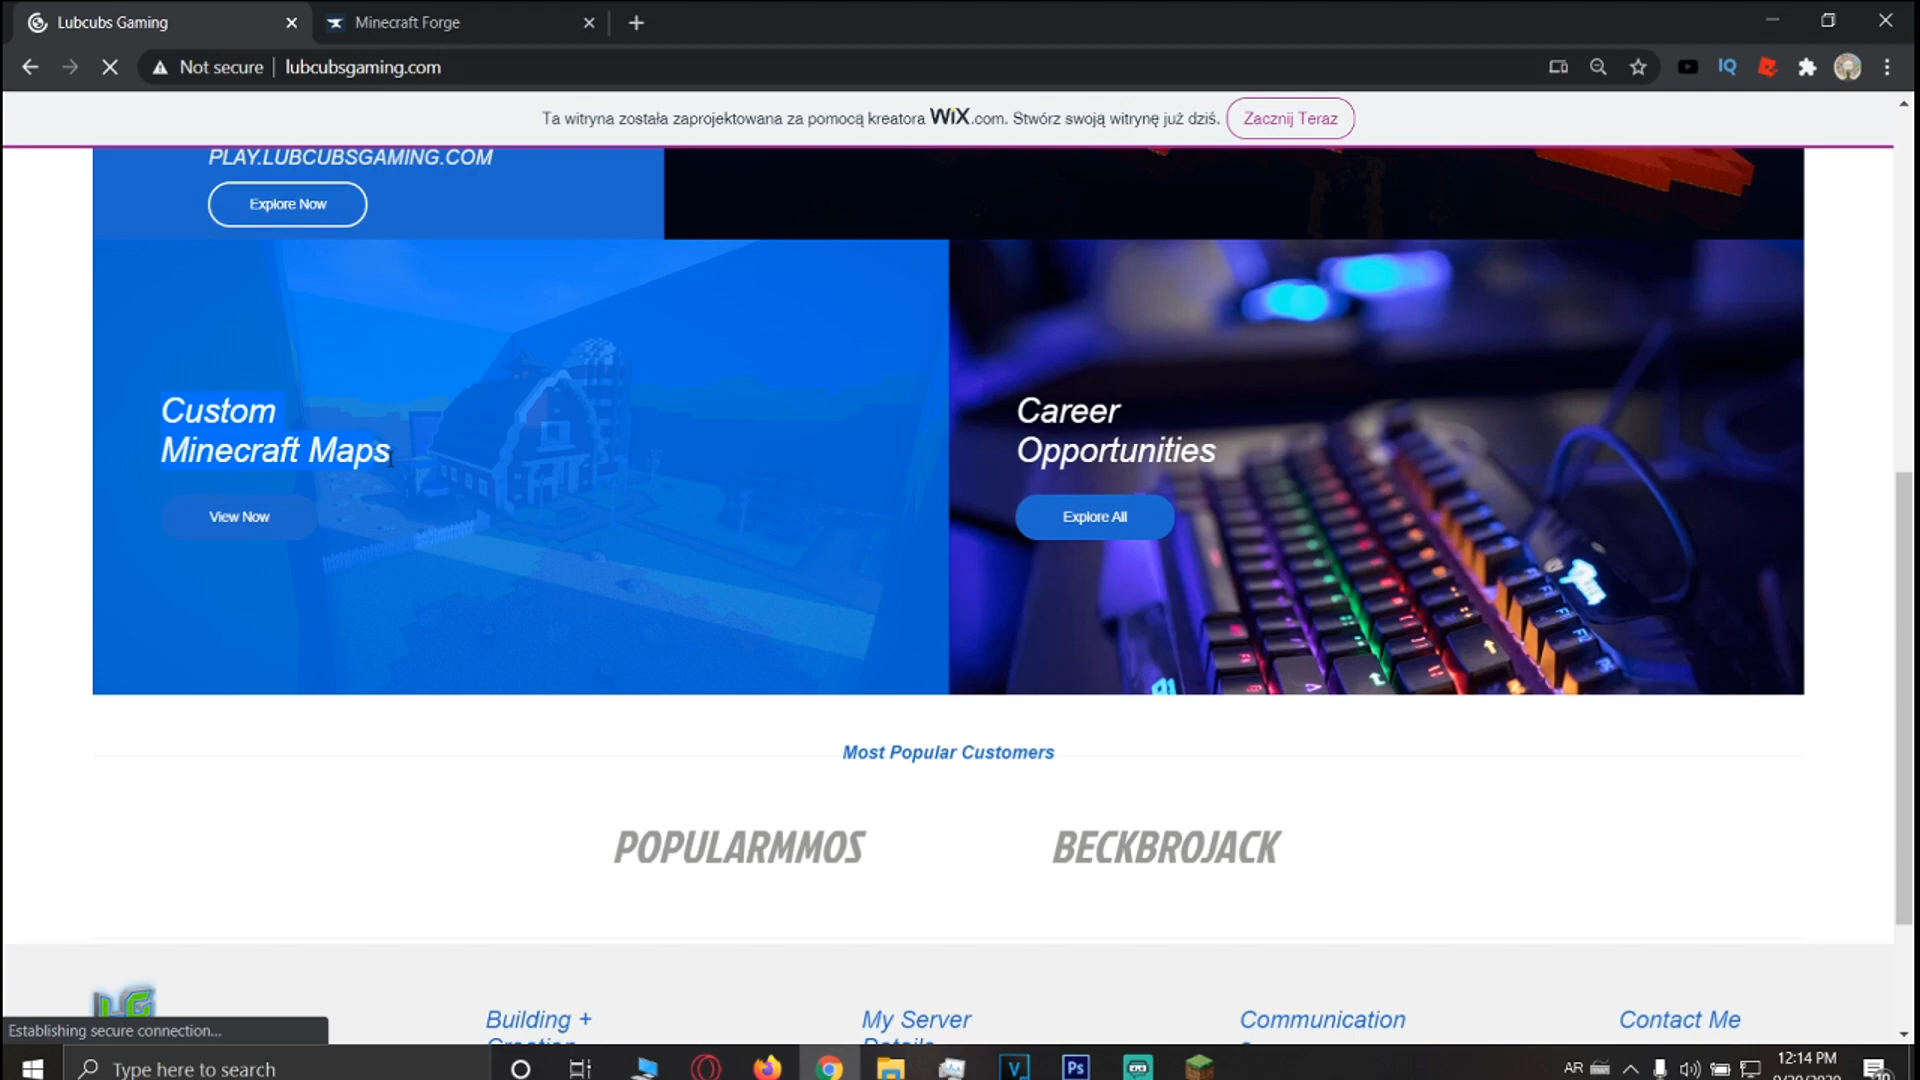 Lubcubs Gaming
Minecraft Forge
Not secure
lubcubsgaming.com
IQ
Ta witryna została zaprojektowana za pomocą kreatora WiX.com. Stwórz swoją witrynę już dziś.
Zacznij Teraz
PLAY.LUBCUBSGAMING.COM
Explore Now
Custom
Minecraft Maps
View Now
Career
Opportunities
Explore All
Most Popular Customers
POPULARMMOS
BECKBROJACK
LG
Building +
My Server
Communication
Contact Me
Establishing secure connection...
Type here to search
V
Ps
AR
12:14 PM